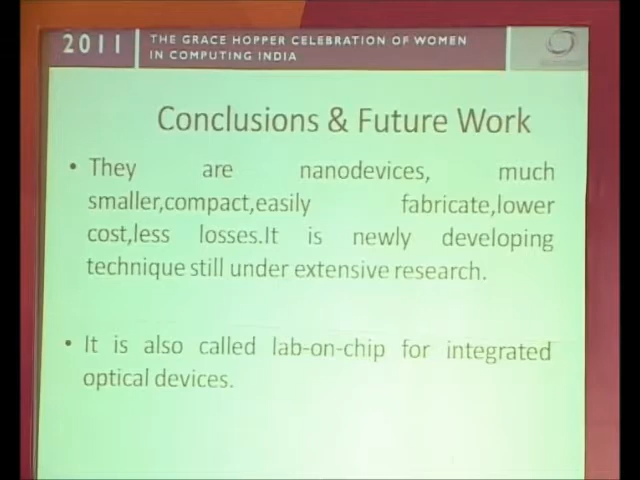 2011
THE GRACE HOPPER CELEBRATION OF WOMEN
IN COMPUTING INDIA
Conclusions & Future Work
• They are nanodevices, much
smaller,compact,easily fabricate,lower
cost,less losses.It is newly developing
technique still under extensive research.
• It is also called lab-on-chip for integrated
optical devices.